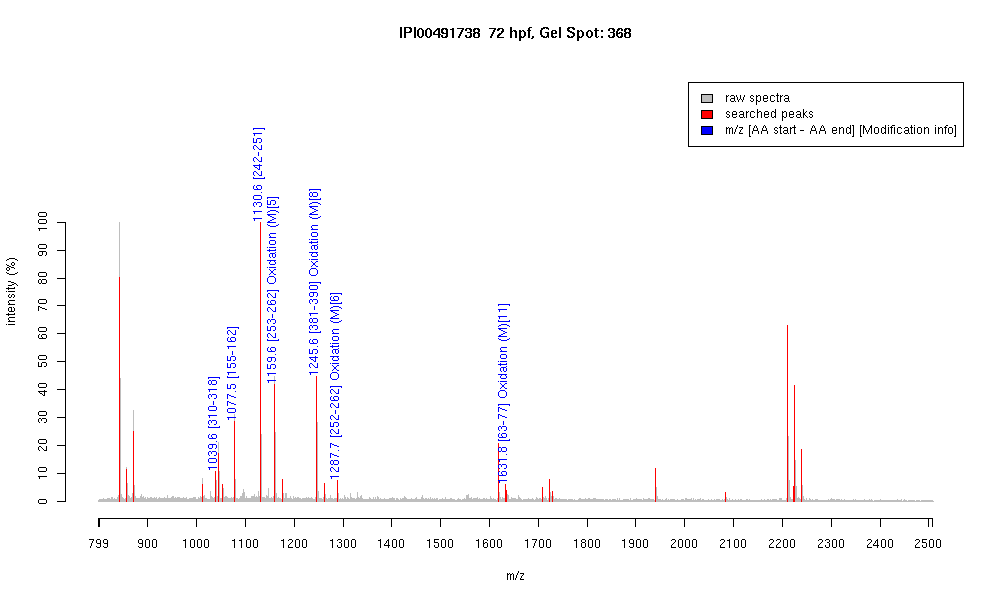 IPI00491738 72 hpf, Gel Spot: 368
raw spectra
searched peaks
m/z [AA start - AA end] [Modification info]
1039.6 [310-318]
1077.5 [155-162]
1130.6 [242-251]
1159.6 [253-262] Oxidation (M)[5]
1245.6 [381-390] Oxidation (M)[8]
1287.7 [252-262] Oxidation (M)[6]
1631.8 [63-77] Oxidation (M)[11]
intensity (%)
100
90
80
70
60
50
40
30
20
10
0
799 900 1000 1100 1200 1300 1400 1500 1600 1700 1800 1900 2000 2100 2200 2300 2400 2500
m/z